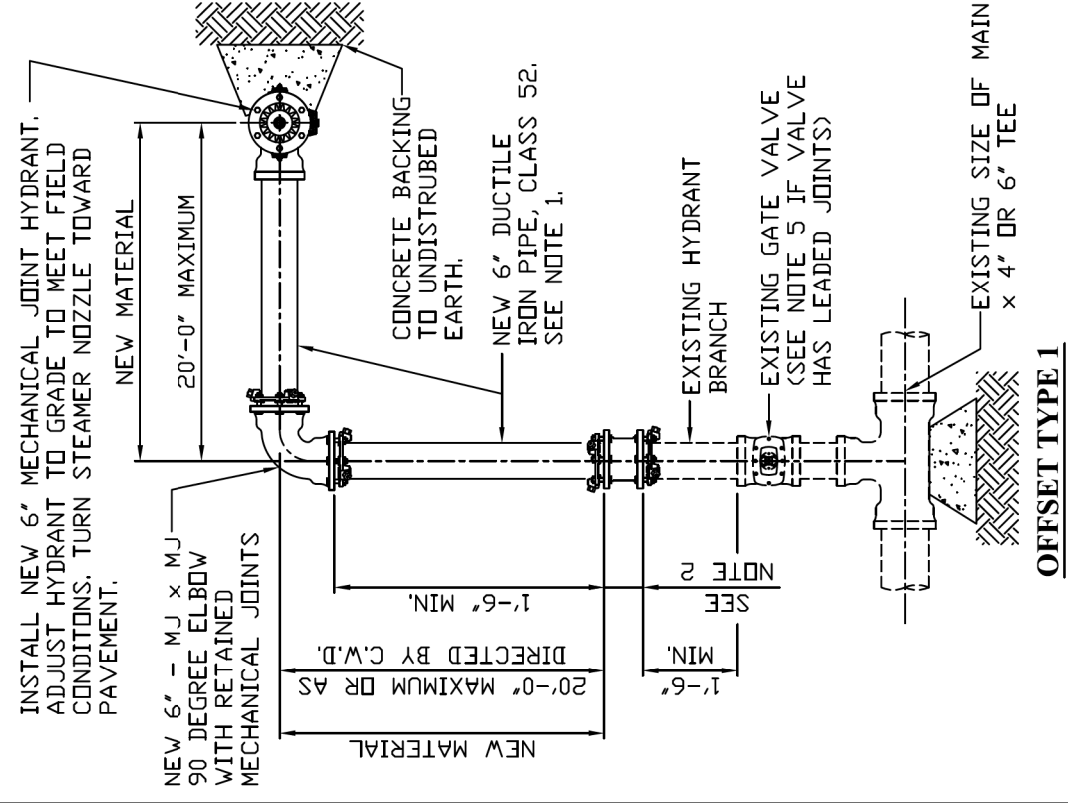 INSTALL NEW 6" MECHANICAL JOINT HYDRANT.
ADJUST HYDRANT TO GRADE TO MEET FIELD
CONDITONS. TURN STEAMER NOZZLE TOWARD
PAVEMENT.
NEW MATERIAL
20'-0" MAXIMUM
NEW 6" - MJ x MJ
90 DEGREE ELBOW
WITH RETAINED
MECHANICAL JOINTS
CONCRETE BACKING
TO UNDISTRUBED
EARTH.
NEW 6" DUCTILE
IRON PIPE, CLASS 52.
SEE NOTE 1.
EXISTING HYDRANT
BRANCH
EXISTING GATE VALVE
(SEE NOTE 5 IF VALVE
HAS LEADED JOINTS)
EXISTING SIZE OF MAIN
x 4" OR 6" TEE
NEW MATERIAL
20'-0" MAXIMUM OR AS
DIRECTED BY C.W.D.
1'-6" MIN.
1'-6"
MIN.
SEE
NOTE 2
OFFSET TYPE 1